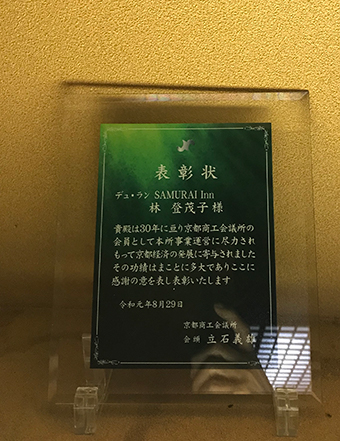 表彰状
デュ・ラン SAMURAI Inn
林 登茂子様
貴殿は30年に亘り京都商工会議所の
会員として本所事業運営に尽力され
もって京都経済の発展に寄与されました
その功績はまことに多大でありここに
感謝の意を表し表彰いたします
令和元年8月29日
京都商工会議所
会頭 立石義雄